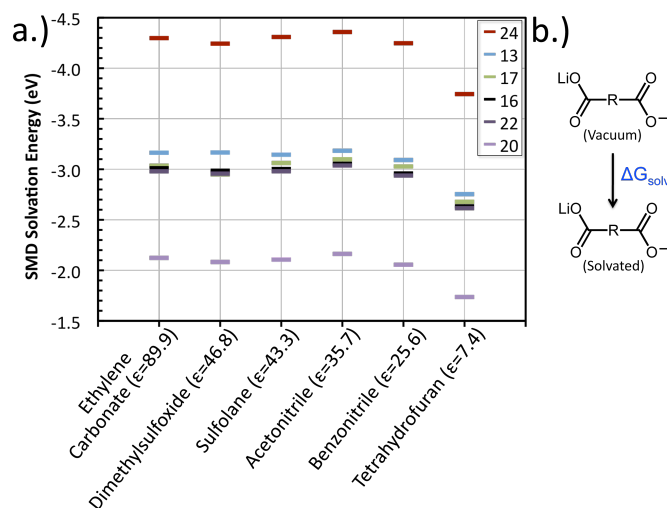 a.)
b.)
SMD Solvation Energy (eV)
-4.5
-4.0
-3.5
-3.0
-2.5
-2.0
-1.5
24
13
17
16
22
20
Ethylene
Carbonate (ε=89.9)
Dimethylsulfoxide (ε=46.8)
Sulfolane (ε=43.3)
Acetonitrile (ε=35.7)
Benzonitrile (ε=25.6)
Tetrahydrofuran (ε=7.4)
LiO O
R
O O−
(Vacuum)
ΔGsolv
LiO O
R
O O−
(Solvated)